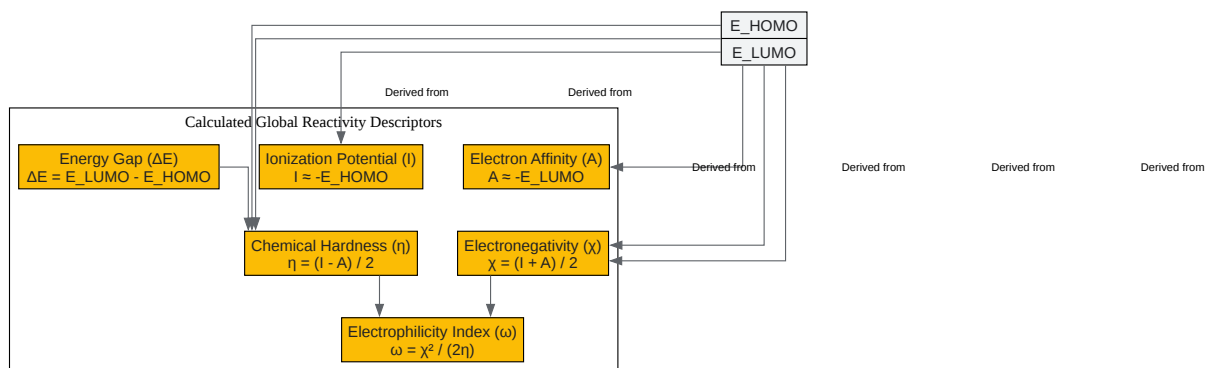 E_HOMO
E_LUMO
Derived from
Derived from
Calculated Global Reactivity Descriptors
Energy Gap (ΔE)
ΔE = E_LUMO - E_HOMO
Ionization Potential (I)
I ≈ -E_HOMO
Electron Affinity (A)
A ≈ -E_LUMO
Derived from
Derived from
Derived from
Derived from
Chemical Hardness (η)
η = (I - A) / 2
Electronegativity (χ)
χ = (I + A) / 2
Electrophilicity Index (ω)
ω = χ² / (2η)